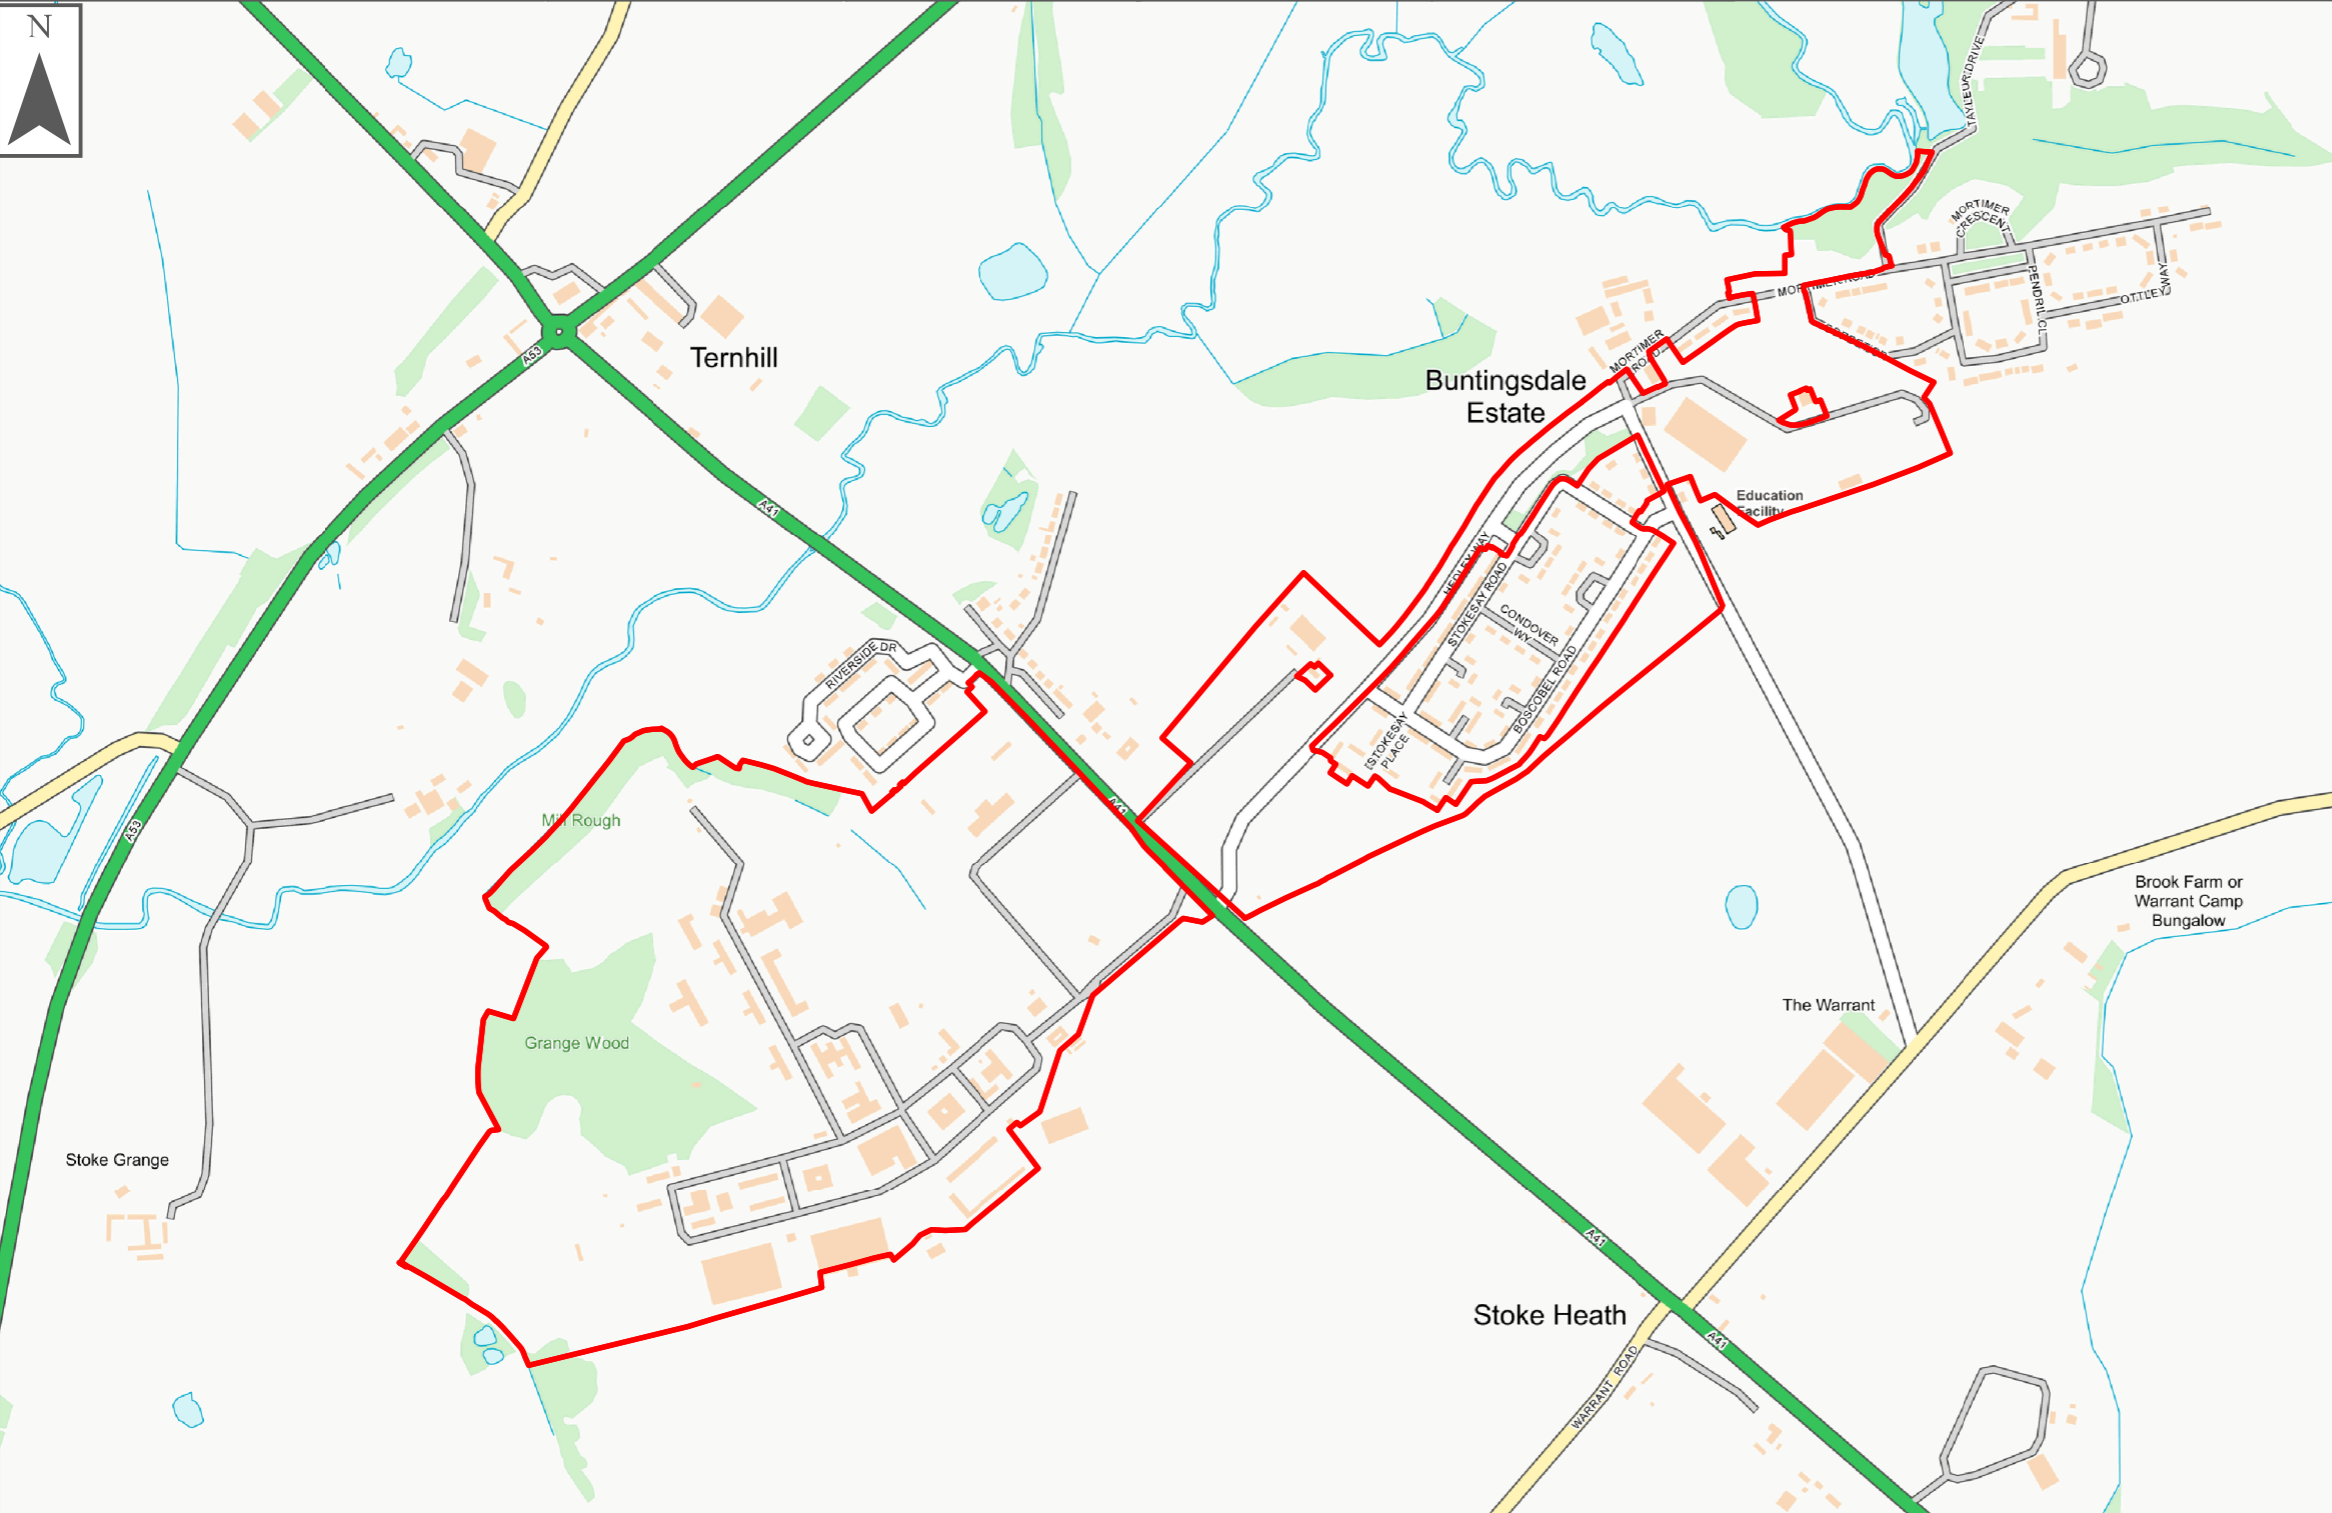 N
TAYLEUR DRIVE
MORTIMER
CRESCENT
PENDRIL CL
OTTLEY WAY
MORTIMER ROAD
Ternhill
A53
MORTIMER
ROAD
Buntingsdale
Estate
A41
Education
Facility
HEDLEY WAY
STOKESAY ROAD
CONDOVER
WY
BOSCOBEL ROAD
STOKESAY
PLACE
RIVERSIDE DR
A41
Mill Rough
A53
Brook Farm or
Warrant Camp
Bungalow
The Warrant
Grange Wood
Stoke Grange
A41
Stoke Heath
A41
WARRANT ROAD